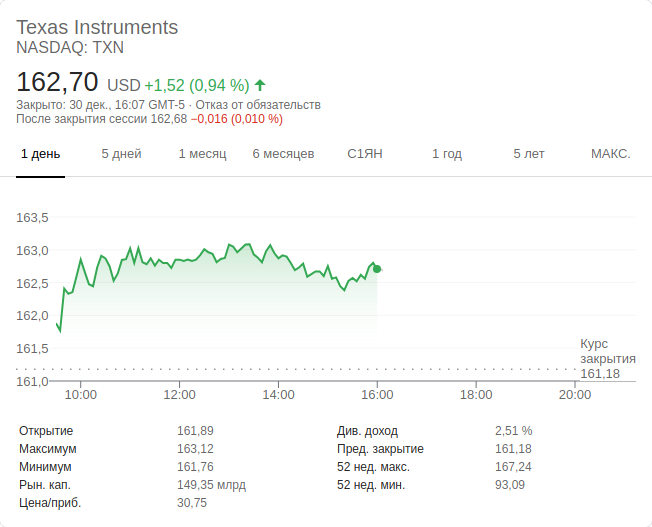 Texas Instruments
NASDAQ: TXN
162,70 USD +1,52 (0,94 %)
Закрыто: 30 дек., 16:07 GMT-5 · Отказ от обязательств
После закрытия сессии 162,68 −0,016 (0,010 %)
1 день 5 дней 1 месяц 6 месяцев С1ЯН 1 год 5 лет МАКС.
163,5
163,0
162,5
162,0
161,5
161,0
Курс
закрытия
161,18
10:00 12:00 14:00 16:00 18:00 20:00
Открытие 161,89 Див. доход 2,51 %
Максимум 163,12 Пред. закрытие 161,18
Минимум 161,76 52 нед. макс. 167,24
Рын. кап. 149,35 млрд 52 нед. мин. 93,09
Цена/приб. 30,75